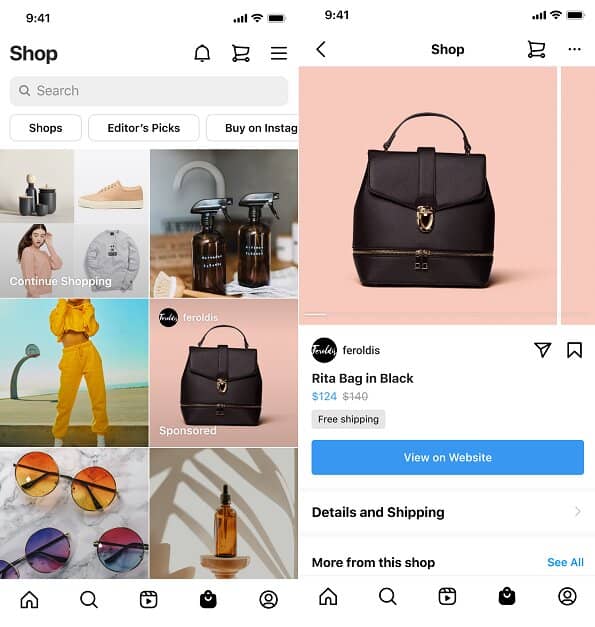 9:41
Shop
Search
Shops
Editor's Picks
Buy on Instag
Continue Shopping
Feroldis
feroldis
Sponsored
9:41
Shop
Feroldis
feroldis
Rita Bag in Black
$124 $140
Free shipping
View on Website
Details and Shipping
More from this shop
See All